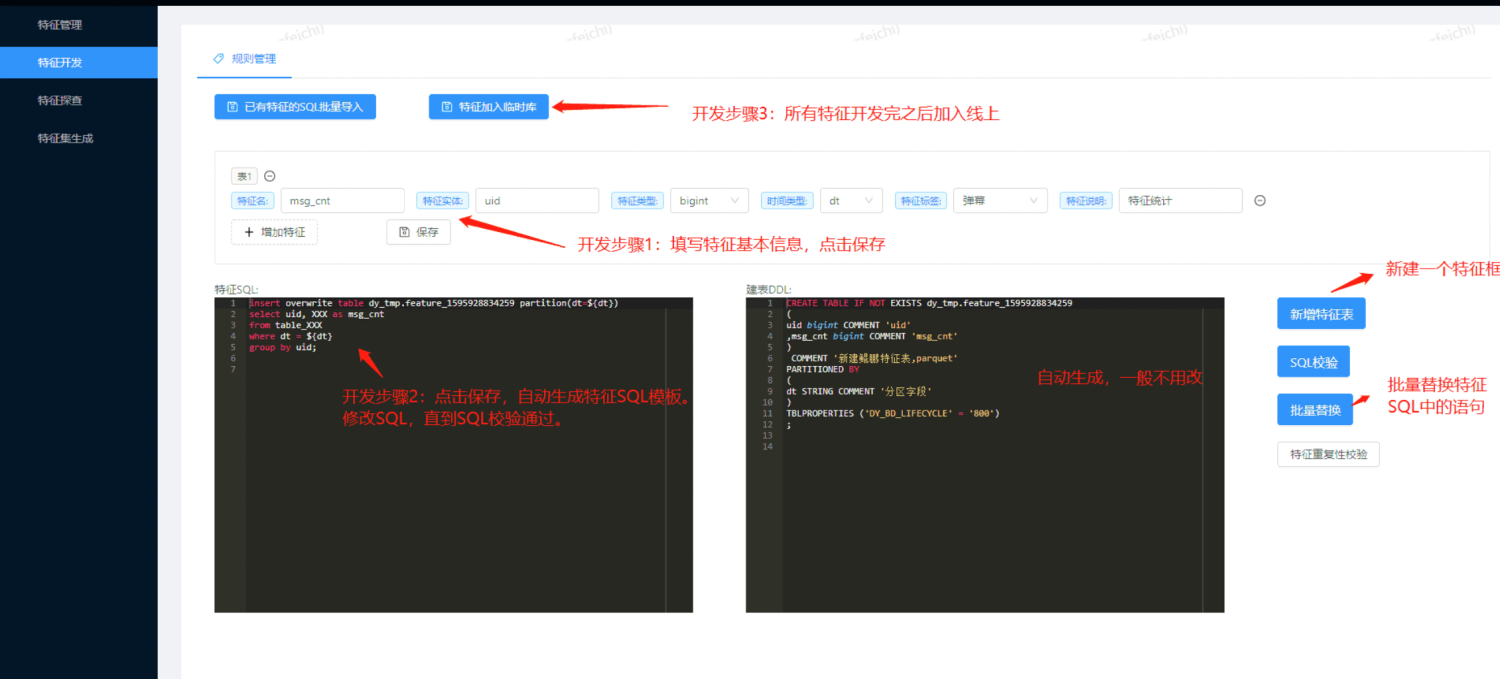 特征管理
特征开发
特征探查
特征集生成
feichi)
feichi)
feichi)
feichi)
feichi)
规则管理
已有特征的SQL批量导入
特征加入临时库
开发步骤3：所有特征开发完之后加入线上
表1
特征名:
msg_cnt
特征实体:
uid
特征类型:
bigint
时间类型:
dt
特征标签:
弹幕
特征说明:
特征统计
增加特征
保存
开发步骤1：填写特征基本信息，点击保存
特征SQL:
1 insert overwrite table dy_tmp.feature_1595928834259 partition(dt=${dt})
2 select uid, XXX as msg_cnt
3 from table_XXX
4 where dt = ${dt}
5 group by uid;
6
7
开发步骤2：点击保存，自动生成特征SQL模板。
修改SQL，直到SQL校验通过。
建表DDL:
1 CREATE TABLE IF NOT EXISTS dy_tmp.feature_1595928834259
2 (
3 uid bigint COMMENT 'uid'
4 ,msg_cnt bigint COMMENT 'msg_cnt'
5 )
6 COMMENT '新建鲲鹏特征表,parquet'
7 PARTITIONED BY
8 (
9 dt STRING COMMENT '分区字段'
10 )
11 TBLPROPERTIES ('DY_BD_LIFECYCLE' = '800')
12 ;
13
14
自动生成，一般不用改
新建一个特征框
新增特征表
SQL校验
批量替换
批量替换特征
SQL中的语句
特征重复性校验